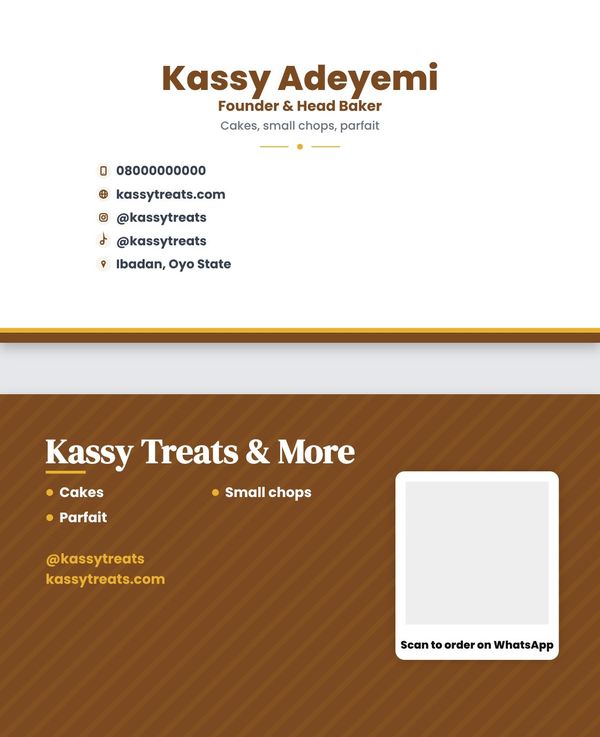 Kassy Adeyemi
Founder & Head Baker
Cakes, small chops, parfait
08000000000
kassytreats.com
@kassytreats
@kassytreats
Ibadan, Oyo State
Kassy Treats & More
Cakes
Small chops
Parfait
@kassytreats
kassytreats.com
Scan to order on WhatsApp